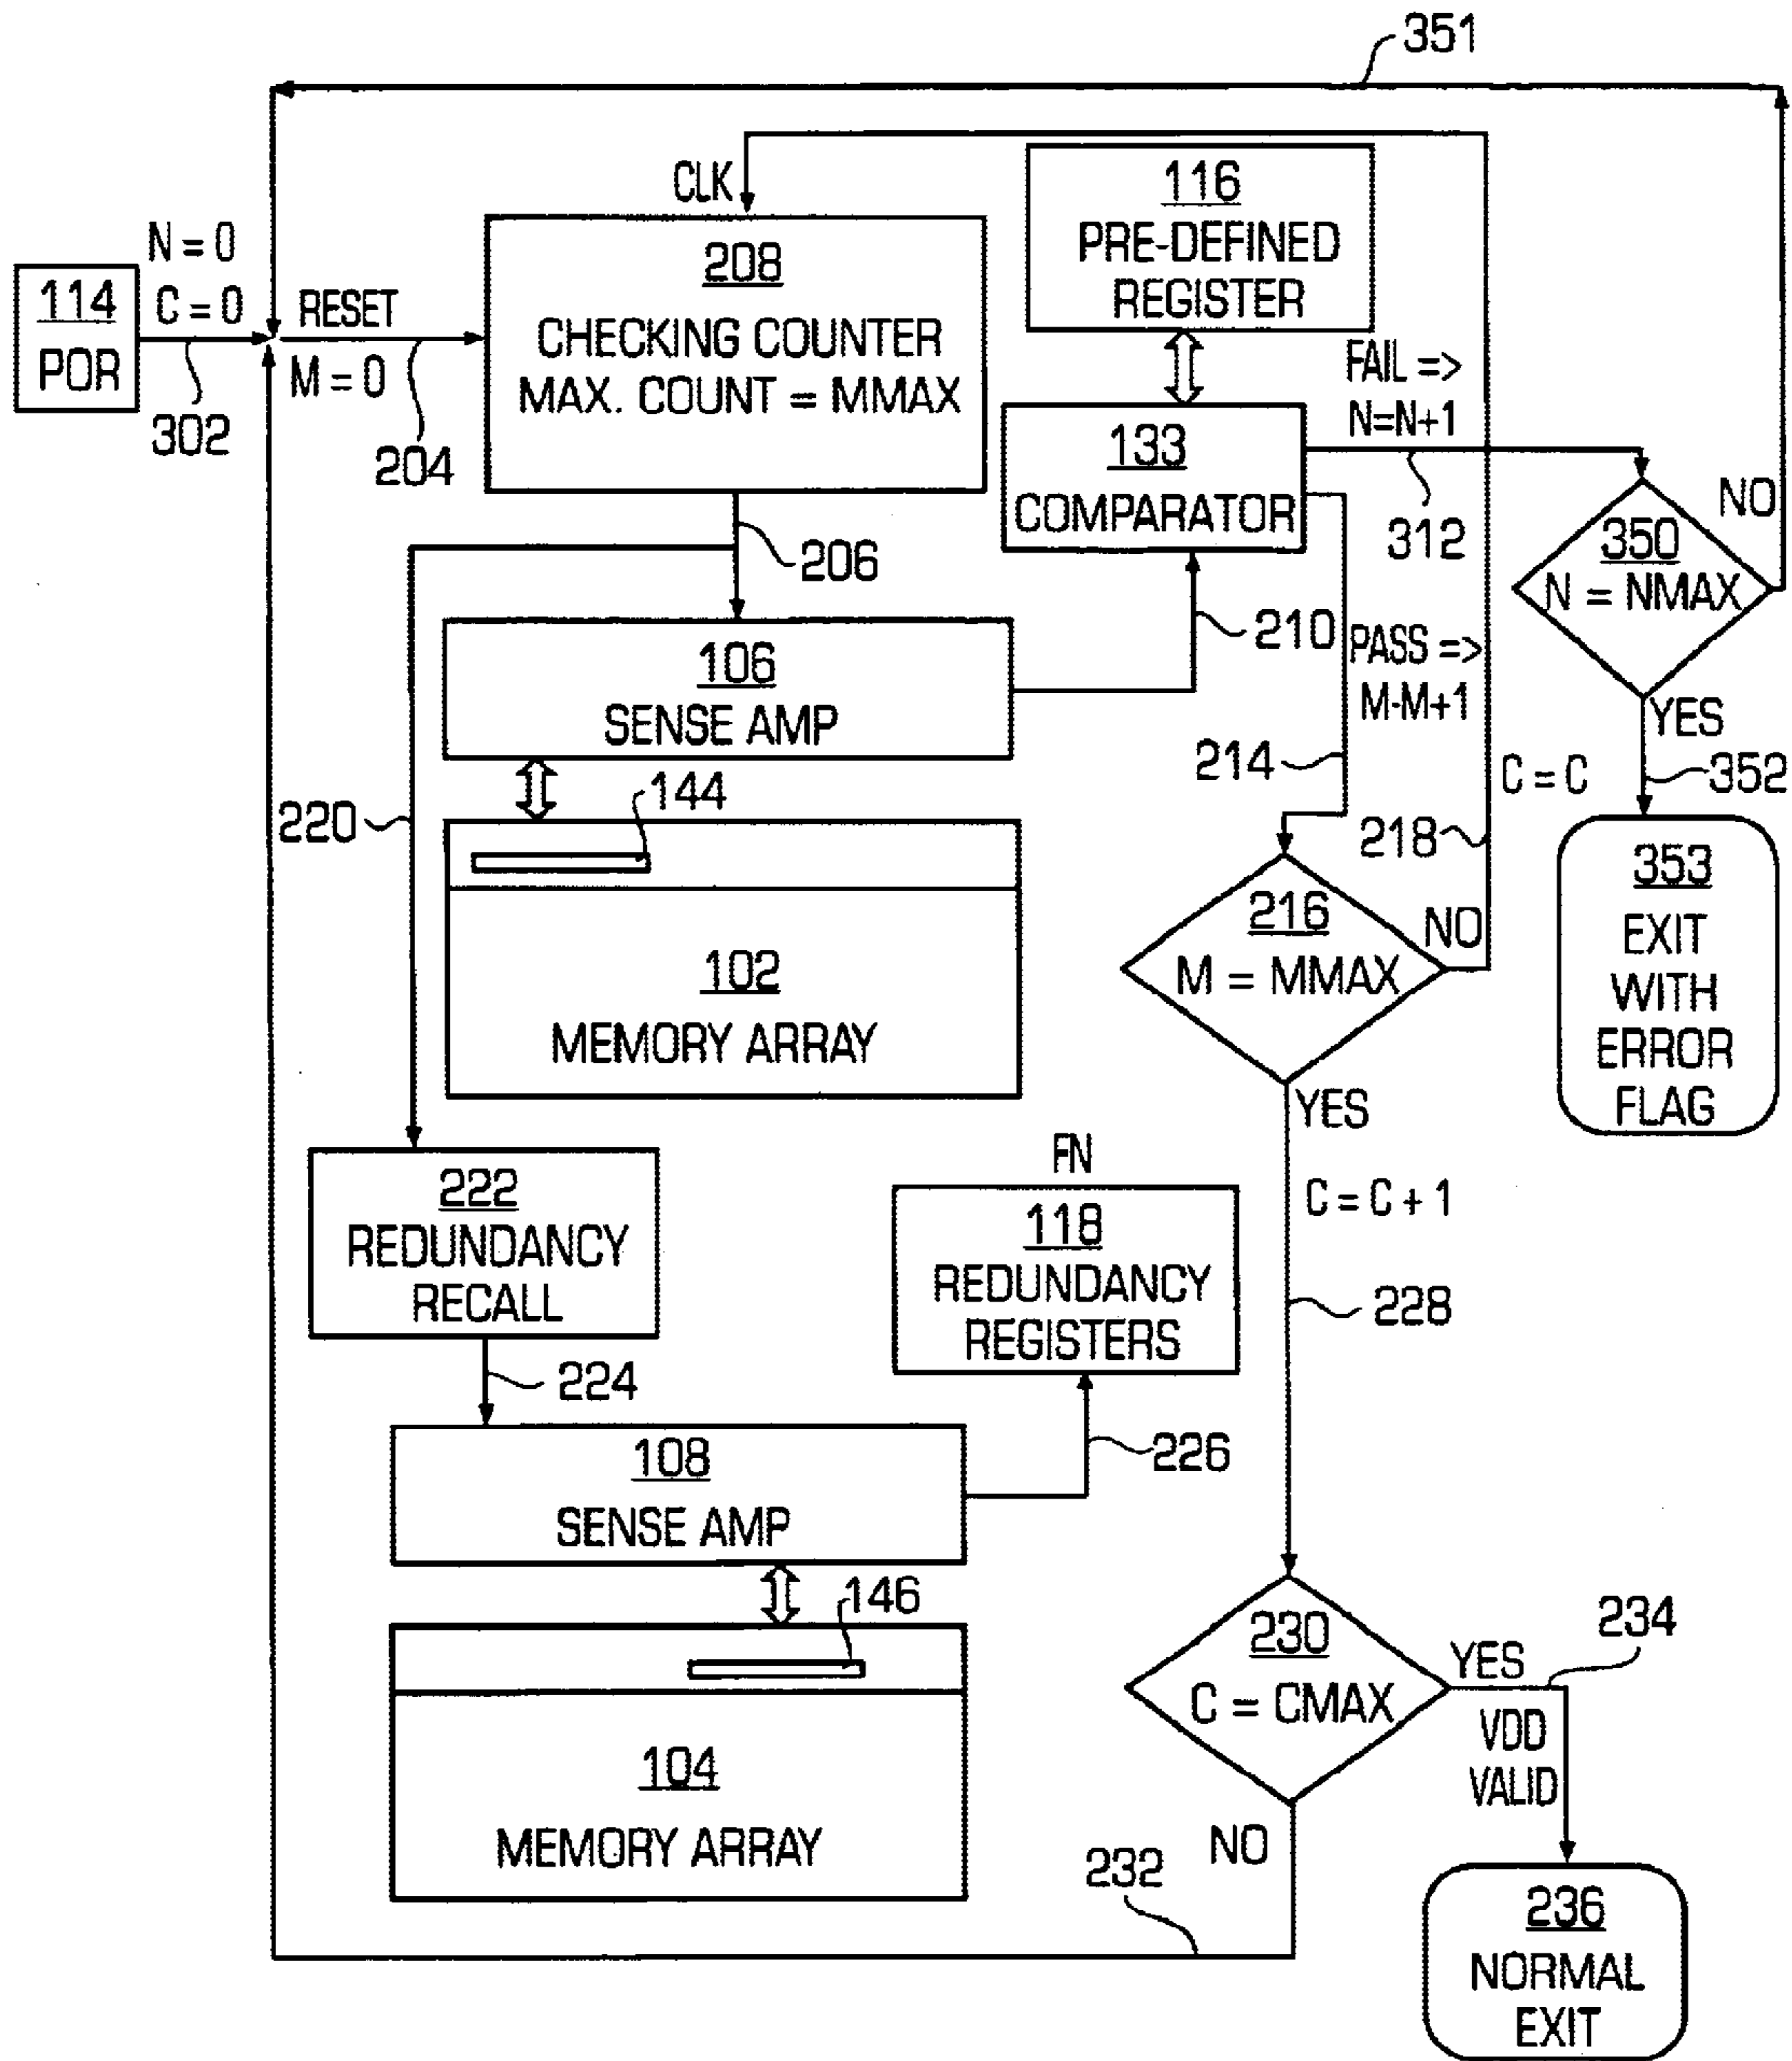 351
CLK
116
PRE-DEFINED
REGISTER
N = 0
C = 0
114
POR
302
RESET
M = 0
204
208
CHECKING COUNTER
MAX. COUNT = MMAX
206
133
COMPARATOR
FAIL =>
N=N+1
312
NO
350
N = NMAX
YES
352
353
EXIT
WITH
ERROR
FLAG
106
SENSE AMP
210
PASS =>
M-M+1
214
C = C
218
220
144
102
MEMORY ARRAY
216
M = MMAX
NO
YES
C = C + 1
228
222
REDUNDANCY
RECALL
224
FN
118
REDUNDANCY
REGISTERS
226
108
SENSE AMP
146
104
MEMORY ARRAY
230
C = CMAX
YES
234
VDD
VALID
NO
232
236
NORMAL
EXIT